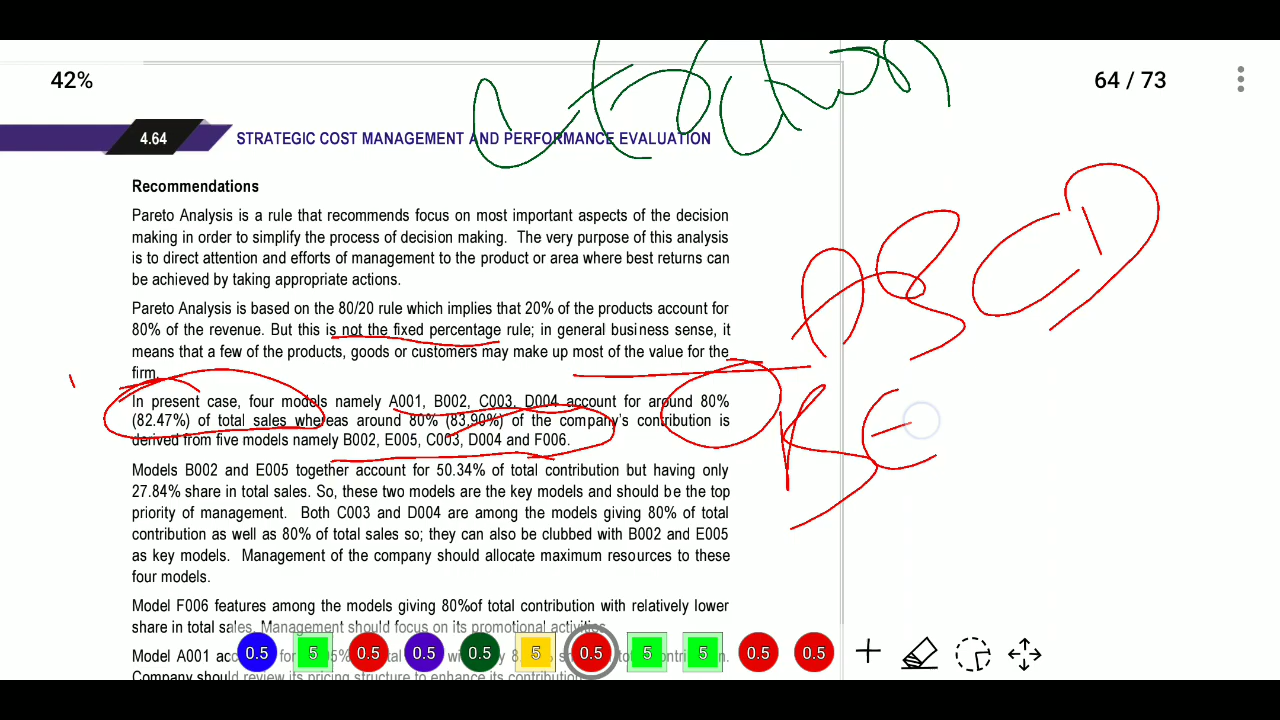 42%
64 / 73
4.64 STRATEGIC COST MANAGEMENT AND PERFORMANCE EVALUATION
Recommendations
Pareto Analysis is a rule that recommends focus on most important aspects of the decision
making in order to simplify the process of decision making. The very purpose of this analysis
is to direct attention and efforts of management to the product or area where best returns can
be achieved by taking appropriate actions.
Pareto Analysis is based on the 80/20 rule which implies that 20% of the products account for
80% of the revenue. But this is not the fixed percentage rule; in general business sense, it
means that a few of the products, goods or customers may make up most of the value for the
firm.
In present case, four models namely A001, B002, C003, D004 account for around 80%
(82.47%) of total sales whereas around 80% (83.90%) of the company's contribution is
derived from five models namely B002, E005, C003, D004 and F006.
Models B002 and E005 together account for 50.34% of total contribution but having only
27.84% share in total sales. So, these two models are the key models and should be the top
priority of management. Both C003 and D004 are among the models giving 80% of total
contribution as well as 80% of total sales so; they can also be clubbed with B002 and E005
as key models. Management of the company should allocate maximum resources to these
four models.
Model F006 features among the models giving 80%of total contribution with relatively lower
share in total sales. Management should focus on its promotional activities.
Model A001
Company should review its pricing structure to enhance its contribution
ABCD
BE
0.5 5 0.5 0.5 0.5 5 0.5 5 5 0.5 0.5